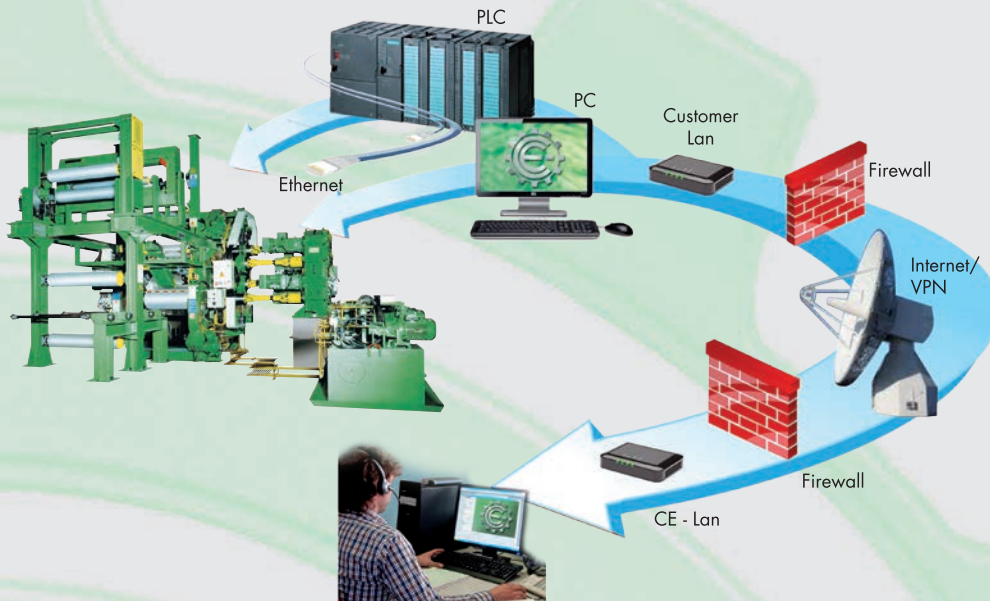 PLC
PC
Customer
Lan
Firewall
Ethernet
Internet/
VPN
Firewall
CE - Lan